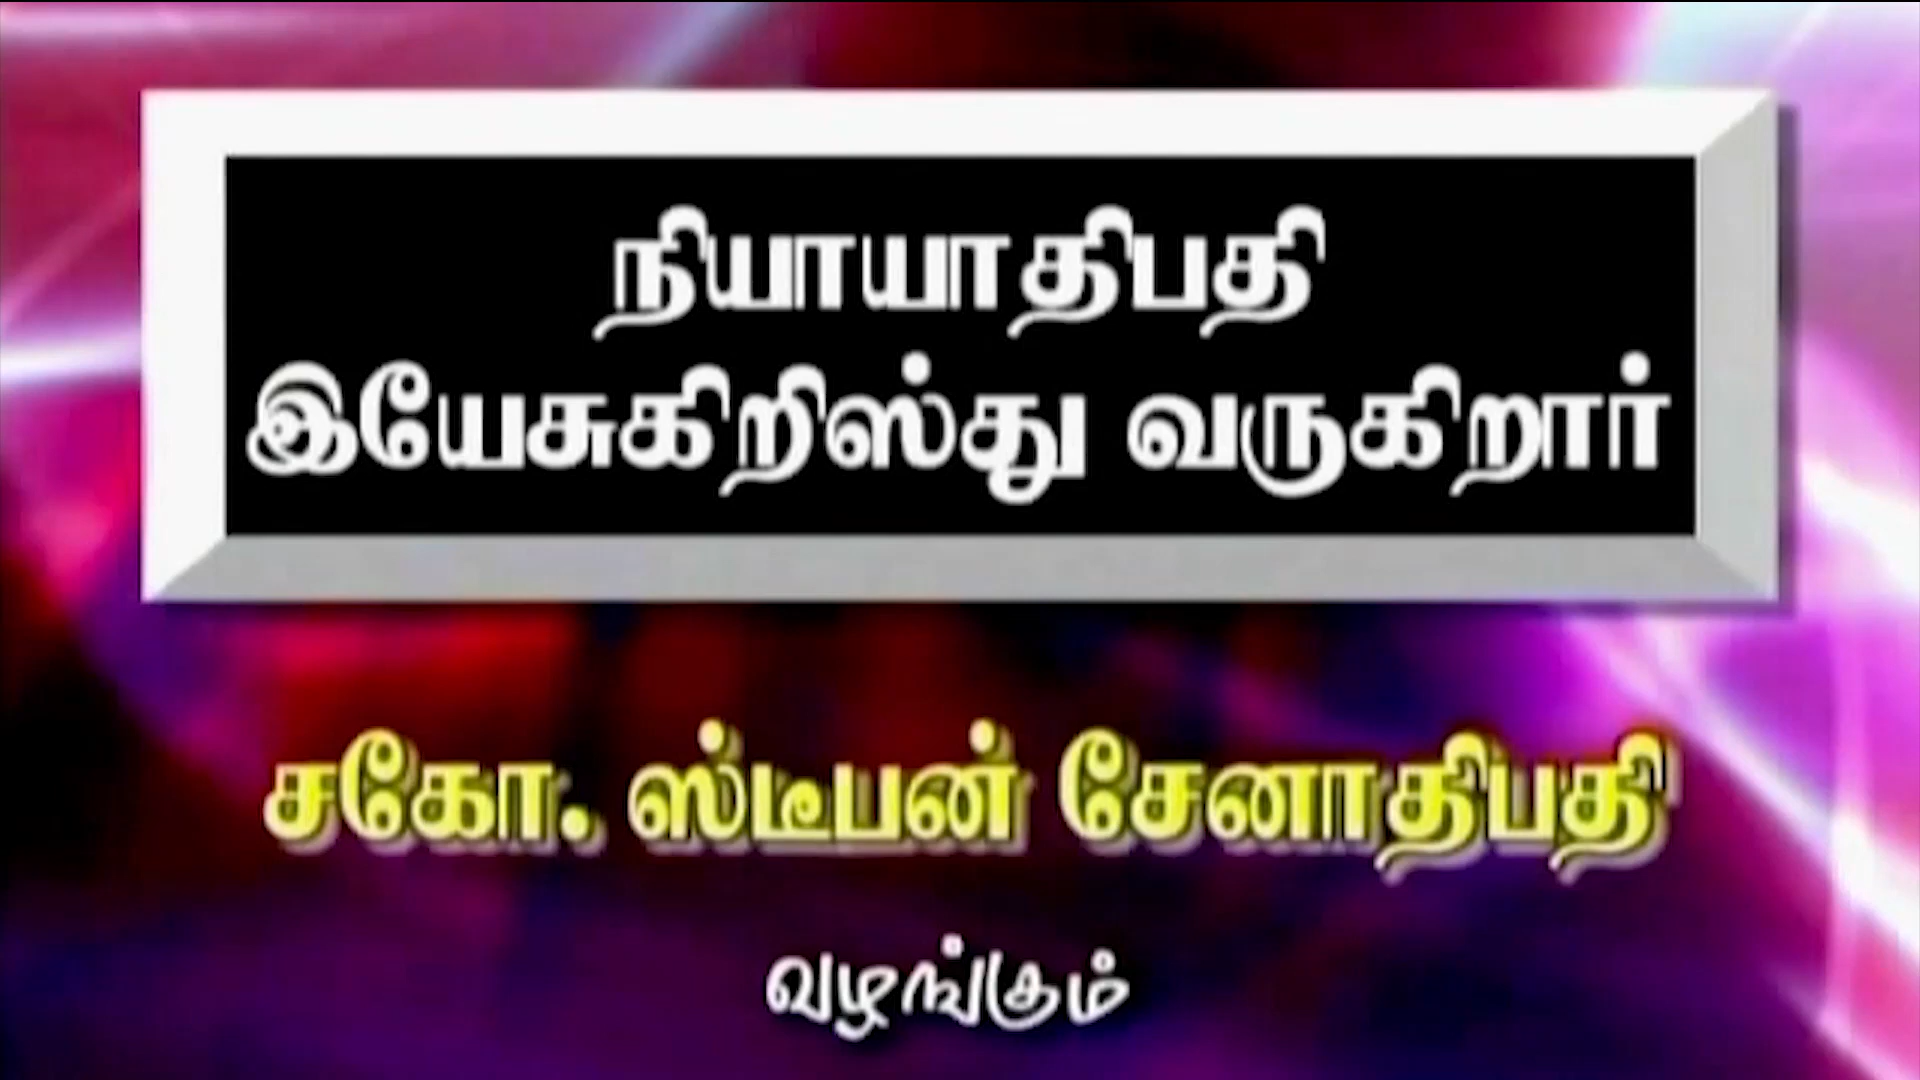 நியாயாதிபதி
இயேசுகிறிஸ்து வருகிறார்
சகோ. ஸ்டீபன் சேனாதிபதி
வழங்கும்